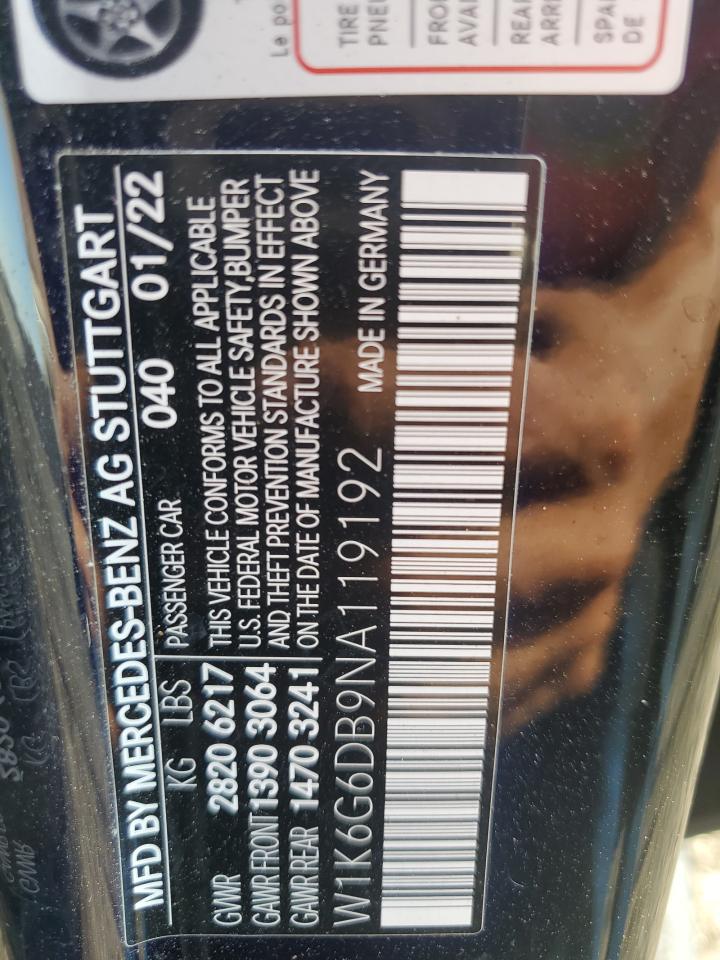 Le po
TIRE
PNEU
FRO
AVA
REA
ARR
SPA
DE
MFD BY MERCEDES-BENZ AG STUTTGART
KG LBS PASSENGER CAR 040 01/22
GVWR 2820 6217 THIS VEHICLE CONFORMS TO ALL APPLICABLE
GAWR FRONT 1390 3064 U.S. FEDERAL MOTOR VEHICLE SAFETY,BUMPER
GAWR REAR 1470 3241 AND THEFT PREVENTION STANDARDS IN EFFECT
ON THE DATE OF MANUFACTURE SHOWN ABOVE
W1K6G6DB9NA119192 MADE IN GERMANY